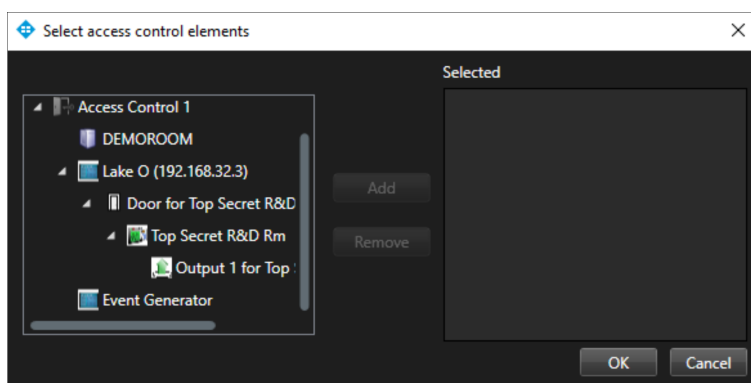 Select access control elements
Selected
Access Control 1
DEMOROOM
Lake O (192.168.32.3)
Door for Top Secret R&D
Top Secret R&D Rm
Output 1 for Top
Event Generator
Add
Remove
OK
Cancel